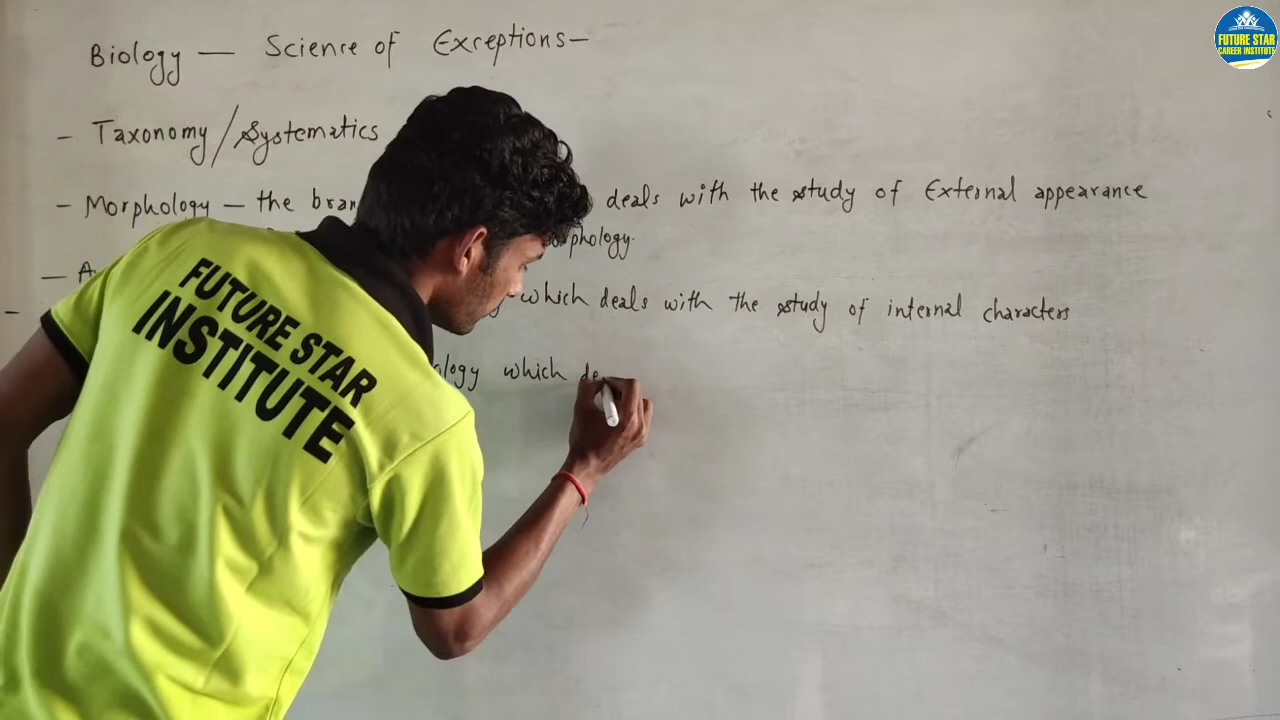 Biology — Science of Exceptions—
- Taxonomy / Systematics
- Morphology — the bran deals with the study of External appearance
orphology.
- A
- which deals with the study of internal characters
ology which de
FUTURE STAR
INSTITUTE
FUTURE STAR
CAREER INSTITUTE